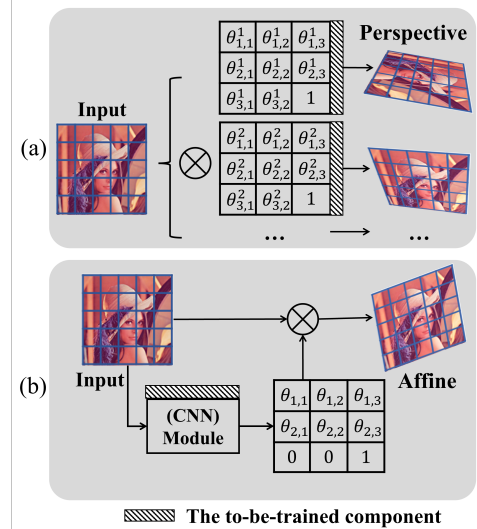 (a)
Input
θ¹₁,₁ θ¹₁,₂ θ¹₁,₃
θ¹₂,₁ θ¹₂,₂ θ¹₂,₃
θ¹₃,₁ θ¹₃,₂ 1
Perspective
θ²₁,₁ θ²₁,₂ θ²₁,₃
θ²₂,₁ θ²₂,₂ θ²₂,₃
θ²₃,₁ θ²₃,₂ 1
... ...
(b)
Input
(CNN)
Module
θ₁,₁ θ₁,₂ θ₁,₃
θ₂,₁ θ₂,₂ θ₂,₃
0 0 1
Affine
The to-be-trained component